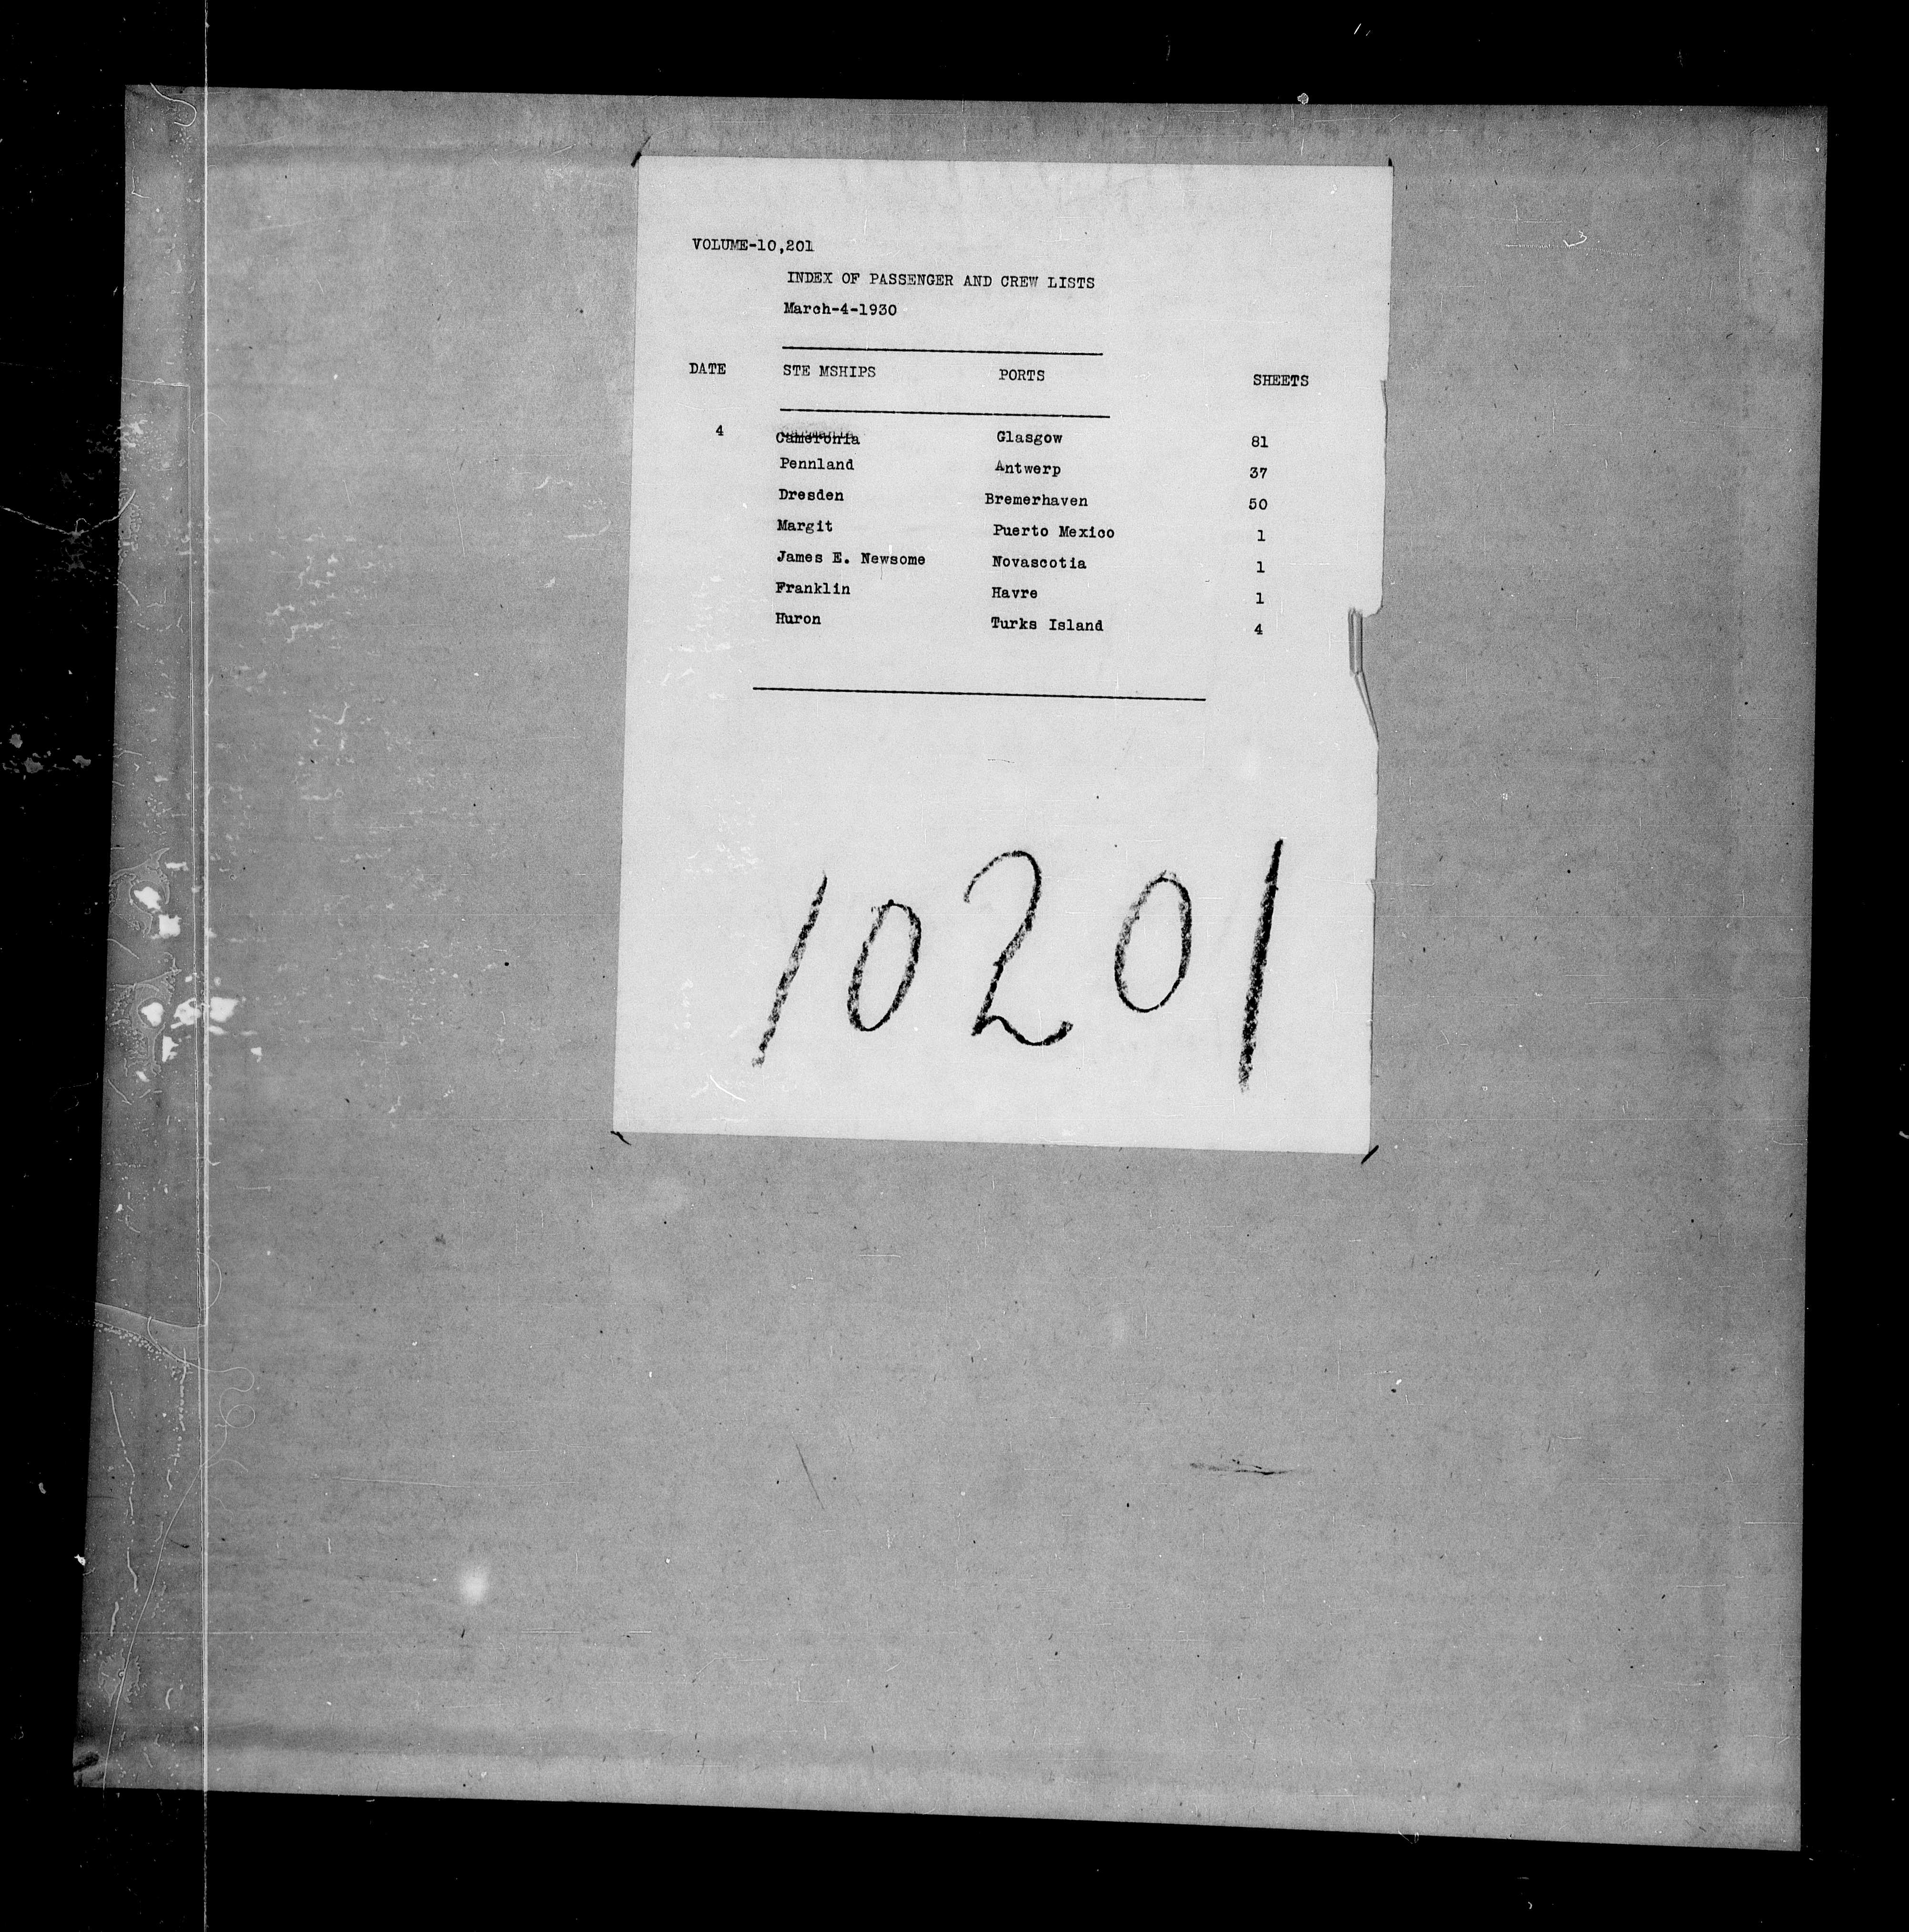 VOLUME-10,201
INDEX OF PASSENGER AND CREW LISTS
March-4-1930
DATE STE MSHIPS PORTS SHEETS
4 Cameronia Glasgow 81
Pennland Antwerp 37
Dresden Bremerhaven 50
Margit Puerto Mexico 1
James E. Newsome Novascotia 1
Franklin Havre 1
Huron Turks Island 4
10201